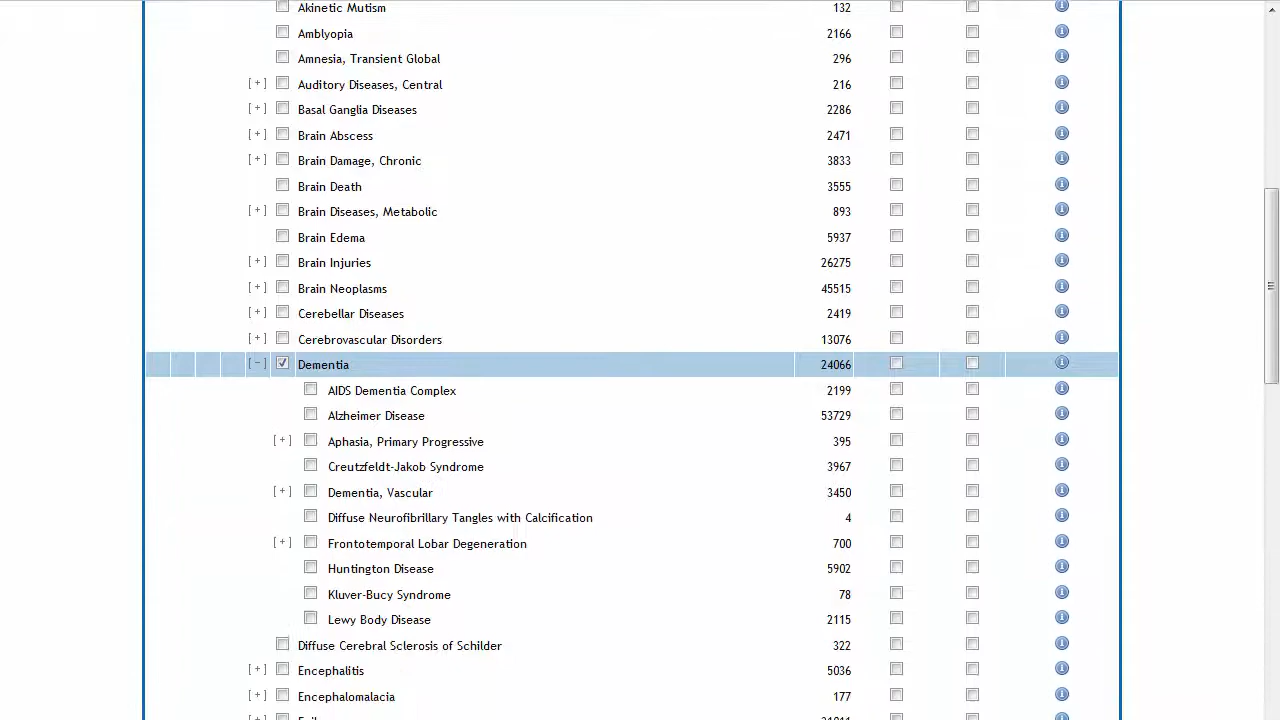 Akinetic Mutism 132
Amblyopia 2166
Amnesia, Transient Global 296
[+] Auditory Diseases, Central 216
[+] Basal Ganglia Diseases 2286
[+] Brain Abscess 2471
[+] Brain Damage, Chronic 3833
Brain Death 3555
[+] Brain Diseases, Metabolic 893
Brain Edema 5937
[+] Brain Injuries 26275
[+] Brain Neoplasms 45515
[+] Cerebellar Diseases 2419
[+] Cerebrovascular Disorders 13076
[-] Dementia 24066
AIDS Dementia Complex 2199
Alzheimer Disease 53729
[+] Aphasia, Primary Progressive 395
Creutzfeldt-Jakob Syndrome 3967
[+] Dementia, Vascular 3450
Diffuse Neurofibrillary Tangles with Calcification 4
[+] Frontotemporal Lobar Degeneration 700
Huntington Disease 5902
Kluver-Bucy Syndrome 78
Lewy Body Disease 2115
Diffuse Cerebral Sclerosis of Schilder 322
[+] Encephalitis 5036
[+] Encephalomalacia 177